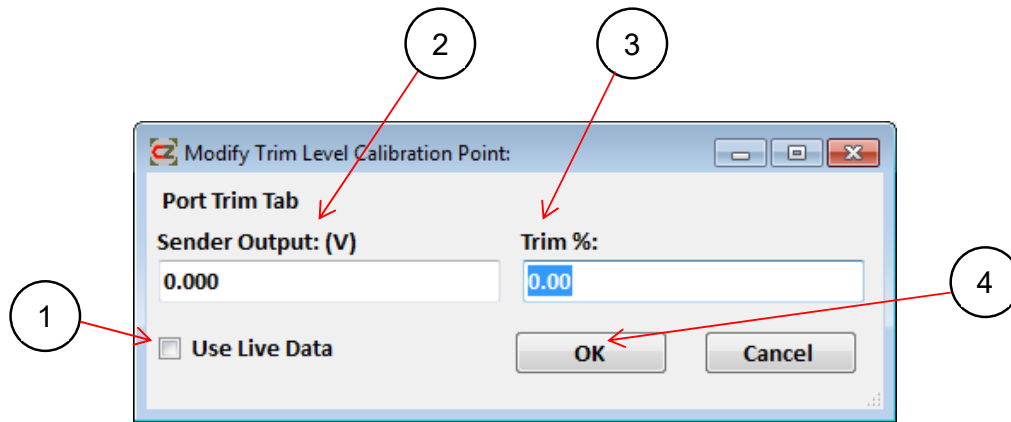 2 3
CZ Modify Trim Level Calibration Point:
Port Trim Tab
Sender Output: (V) Trim %:
0.000 0.00
4
1
Use Live Data OK Cancel